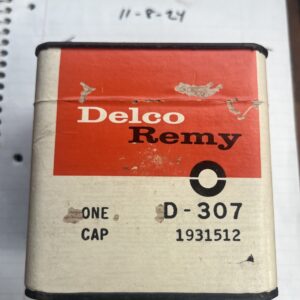 11-8-24
Delco
Remy
ONE D-307
CAP 1931512